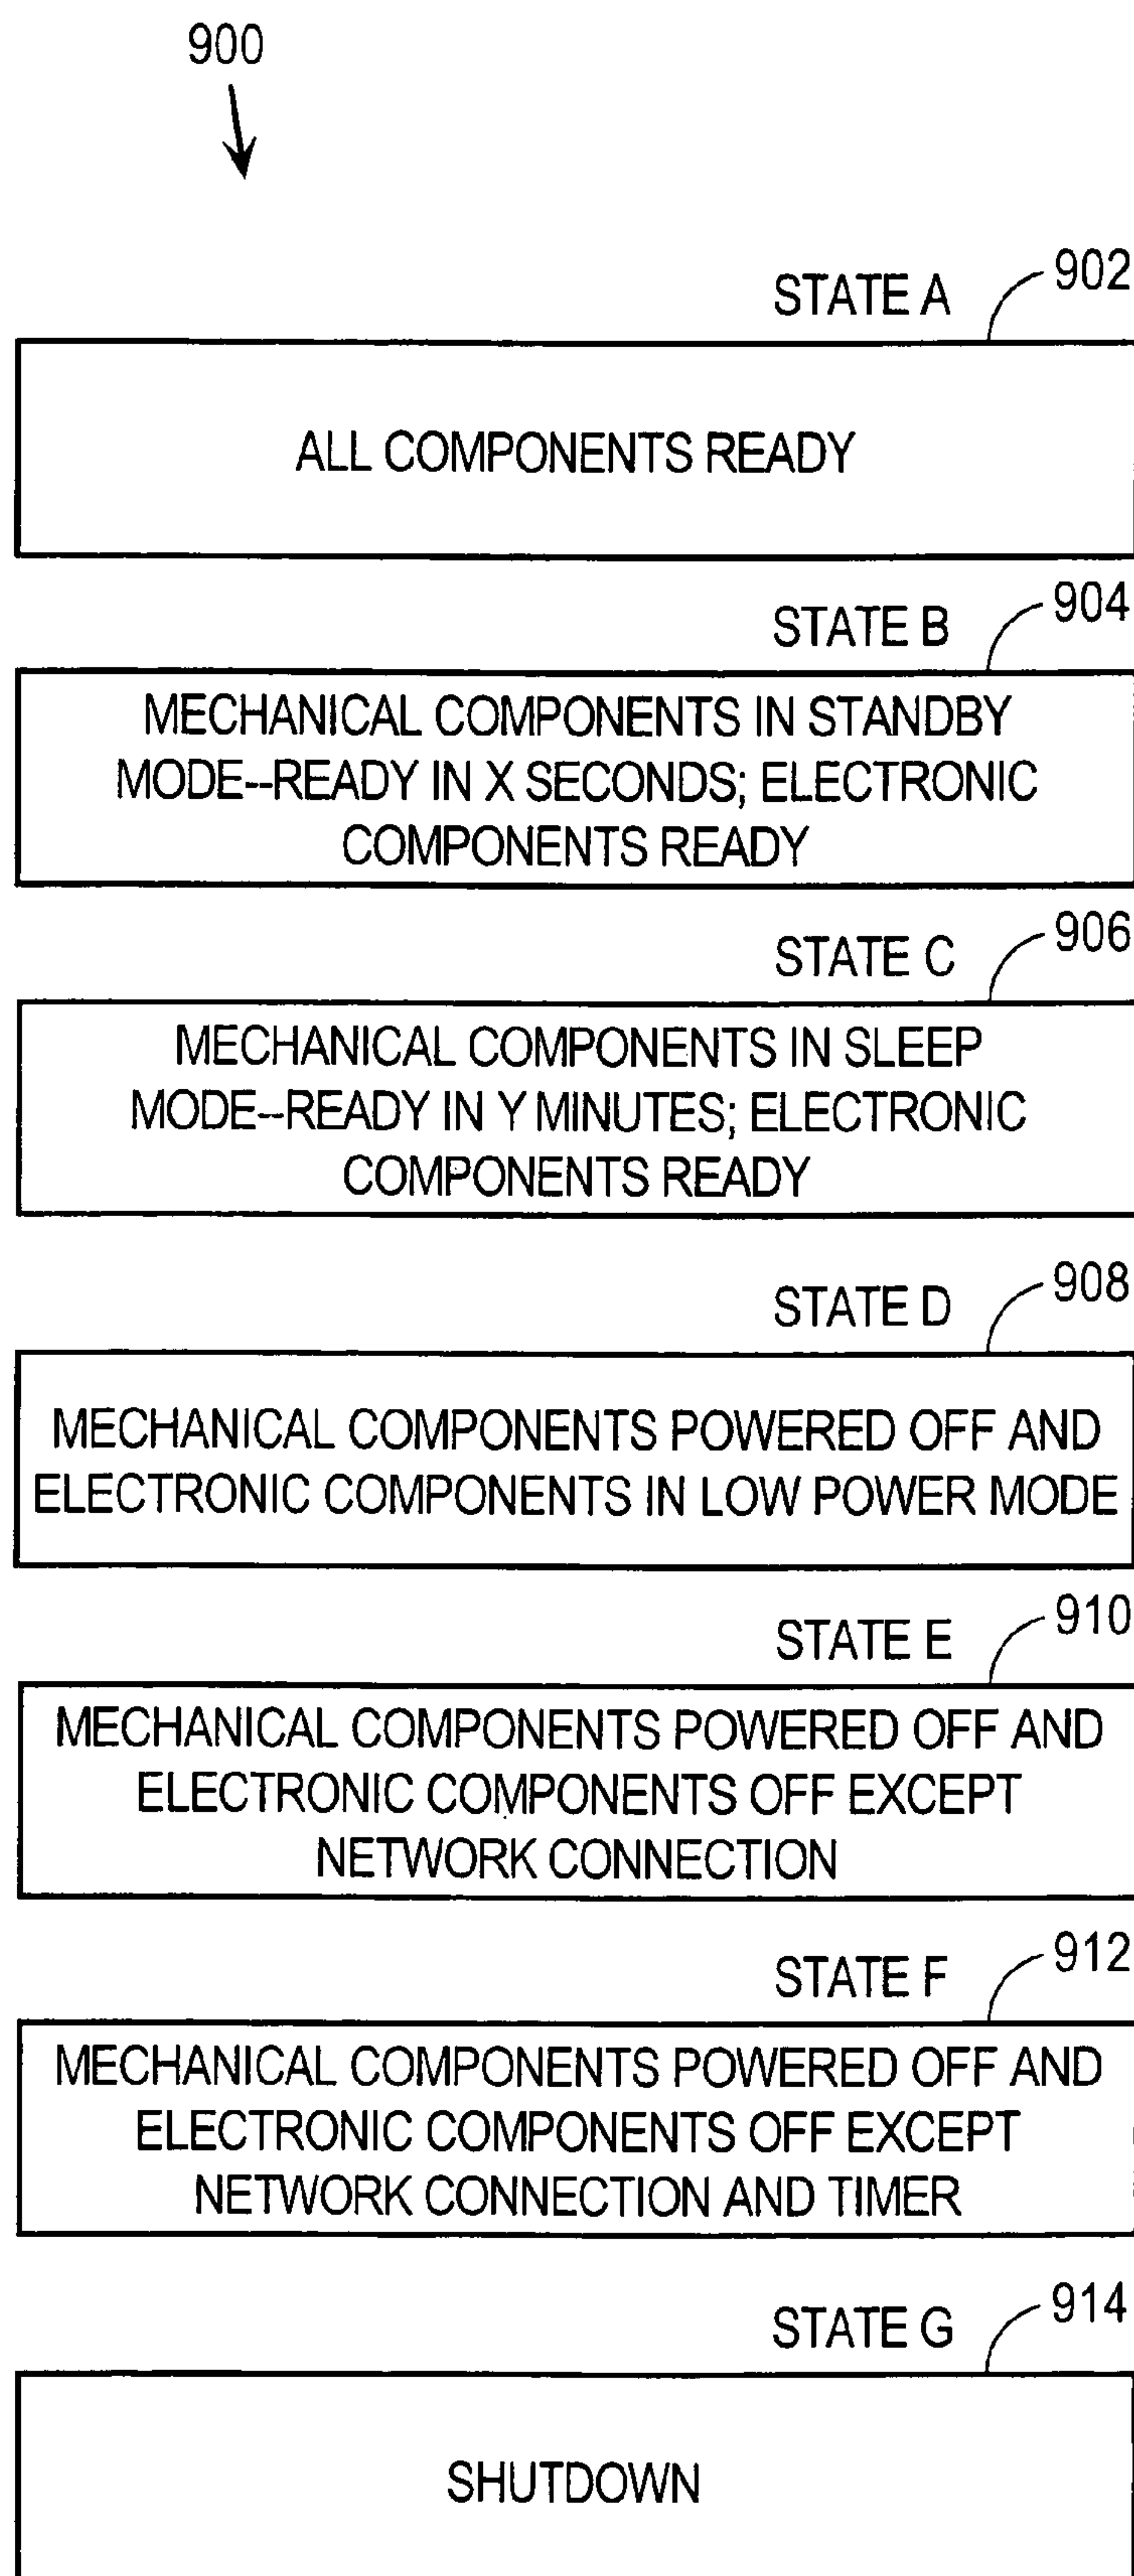 900
STATE A
902
ALL COMPONENTS READY
STATE B
904
MECHANICAL COMPONENTS IN STANDBY
MODE--READY IN X SECONDS; ELECTRONIC
COMPONENTS READY
STATE C
906
MECHANICAL COMPONENTS IN SLEEP
MODE--READY IN Y MINUTES; ELECTRONIC
COMPONENTS READY
STATE D
908
MECHANICAL COMPONENTS POWERED OFF AND
ELECTRONIC COMPONENTS IN LOW POWER MODE
STATE E
910
MECHANICAL COMPONENTS POWERED OFF AND
ELECTRONIC COMPONENTS OFF EXCEPT
NETWORK CONNECTION
STATE F
912
MECHANICAL COMPONENTS POWERED OFF AND
ELECTRONIC COMPONENTS OFF EXCEPT
NETWORK CONNECTION AND TIMER
STATE G
914
SHUTDOWN